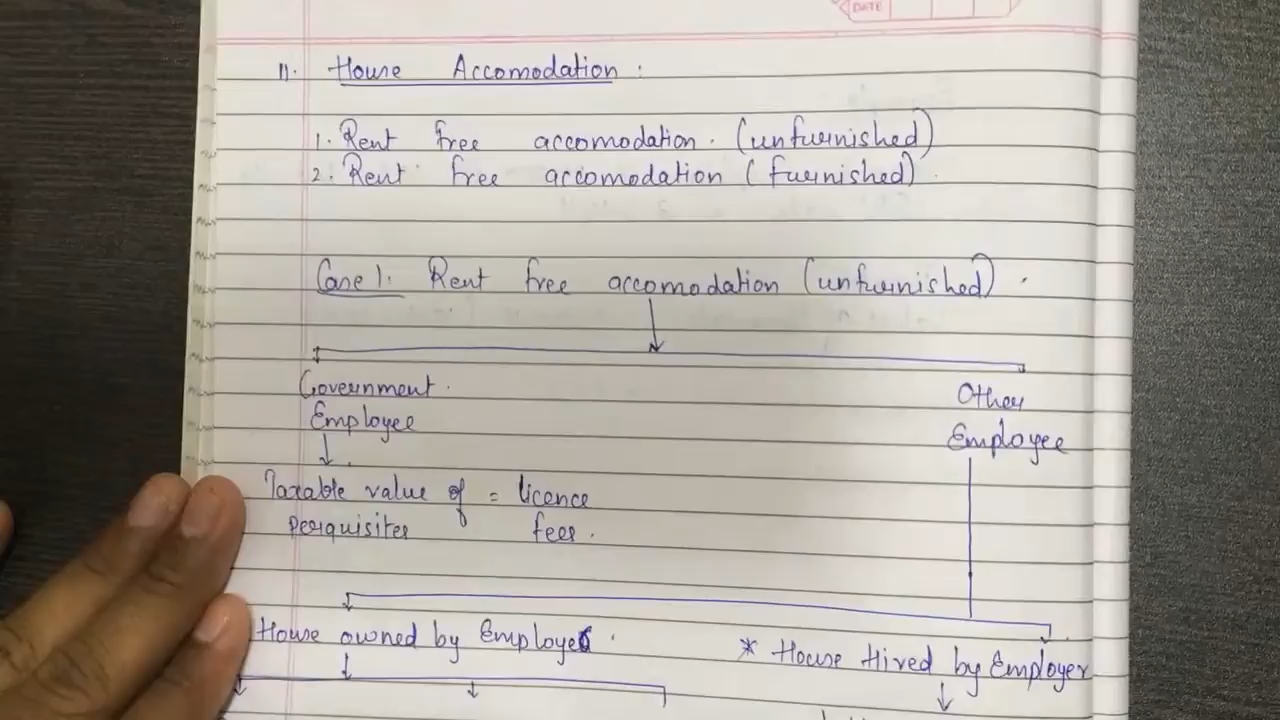 DATE
11. House Accomodation :
1. Rent free accomodation. (unfurnished)
2. Rent free accomodation (furnished).
Case 1. Rent free accomodation (unfurnished).
Government Employee
Other Employee
Taxable value of perquisites = licence fees.
House owned by Employer.
* House Hired by Employer